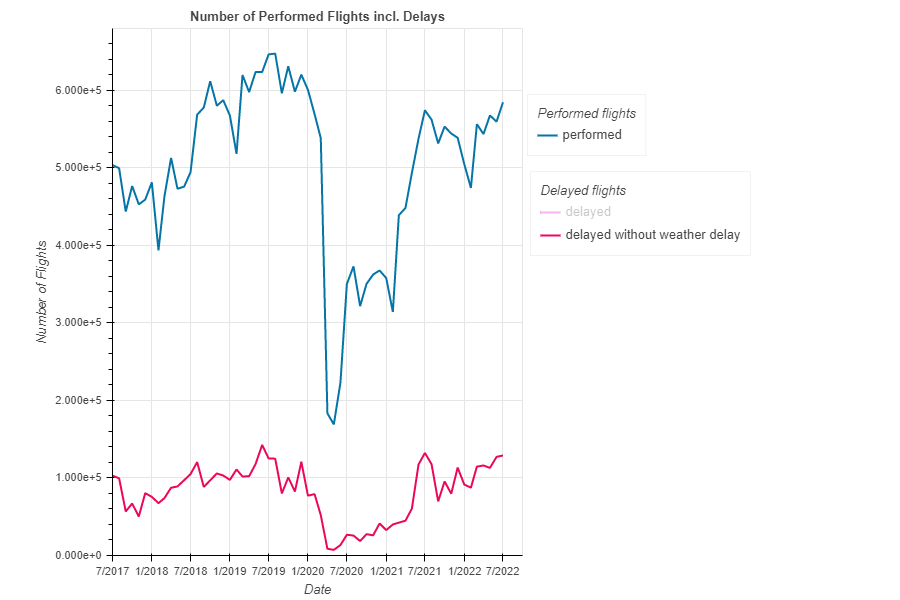 Number of Performed Flights incl. Delays
Number of Flights
6.000e+5
5.000e+5
4.000e+5
3.000e+5
2.000e+5
1.000e+5
0.000e+0
7/2017 1/2018 7/2018 1/2019 7/2019 1/2020 7/2020 1/2021 7/2021 1/2022 7/2022
Date
Performed flights
performed
Delayed flights
delayed
delayed without weather delay